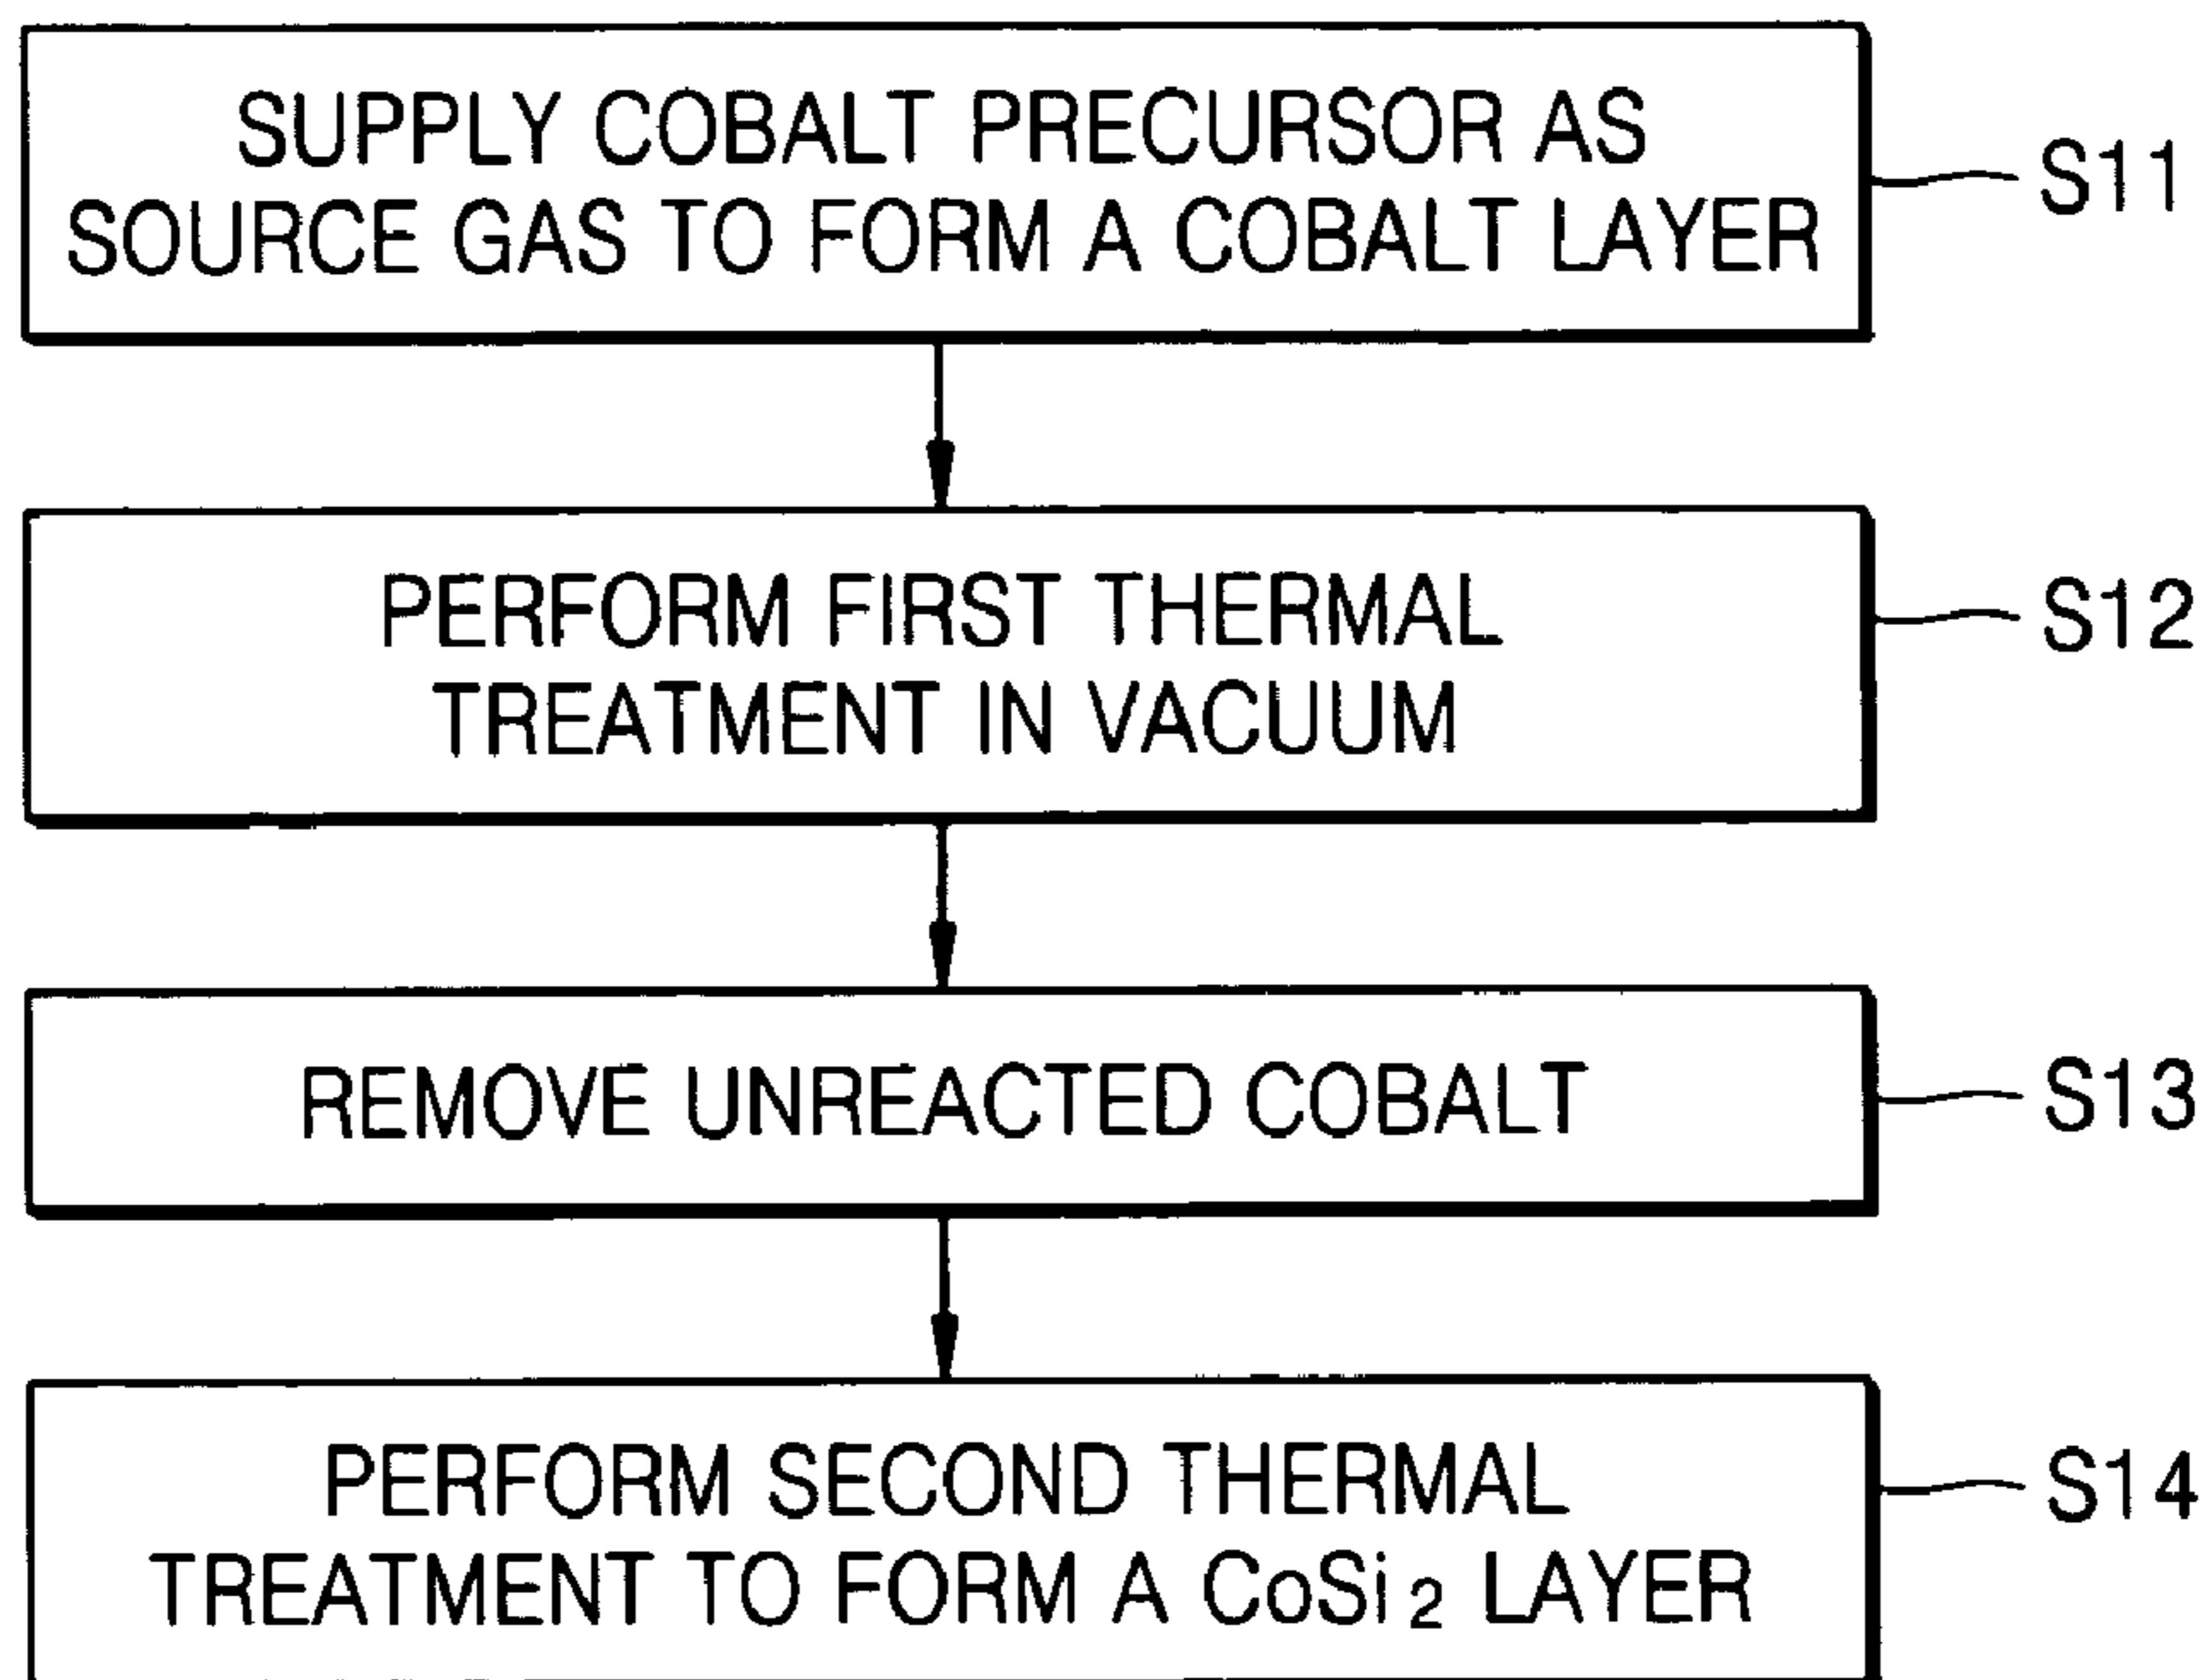 SUPPLY COBALT PRECURSOR AS
SOURCE GAS TO FORM A COBALT LAYER
S11
PERFORM FIRST THERMAL
TREATMENT IN VACUUM
S12
REMOVE UNREACTED COBALT
S13
PERFORM SECOND THERMAL
TREATMENT TO FORM A CoSi₂ LAYER
S14